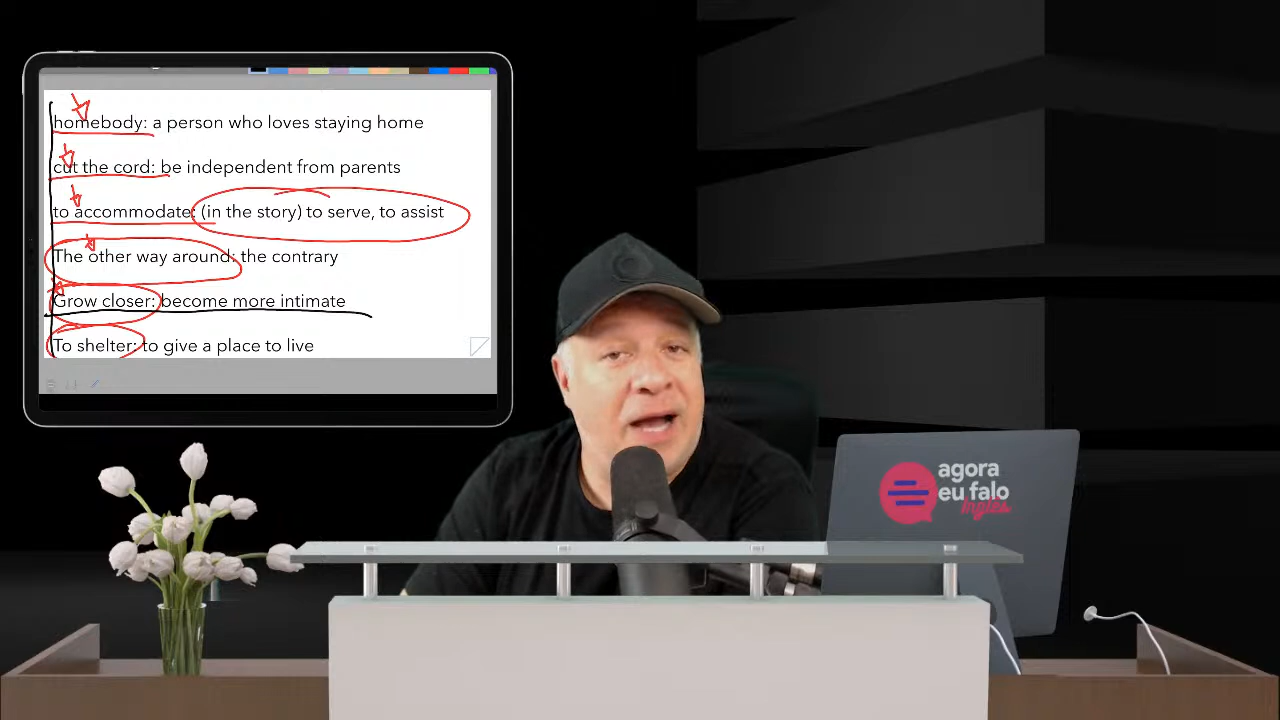 homebody: a person who loves staying home
cut the cord: be independent from parents
to accommodate: (in the story) to serve, to assist
The other way around: the contrary
Grow closer: become more intimate
To shelter: to give a place to live
agora
eu falo
inglês